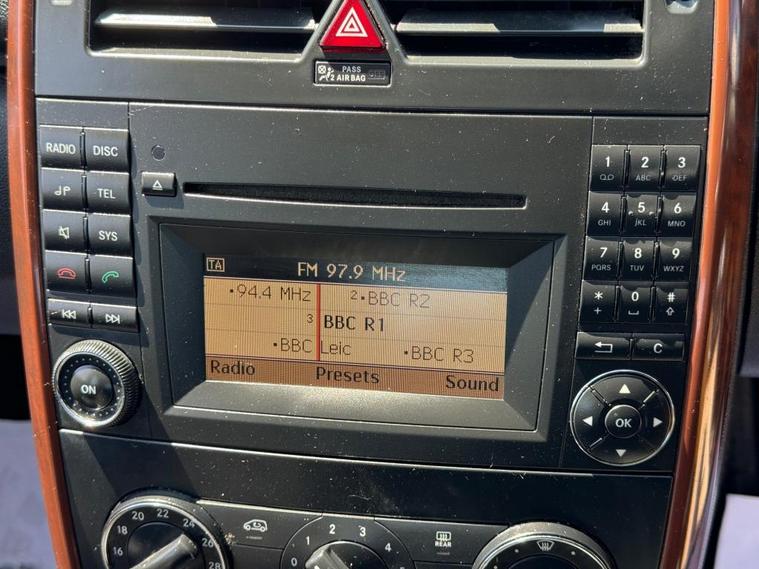 PASS
2 AIRBAG OFF
RADIO DISC
TEL
SYS
TA FM 97.9 MHz
•94.4 MHz 2•BBC R2
3 BBC R1
•BBC Leic •BBC R3
Radio Presets Sound
ON
1 2 ABC 3 DEF
4 GHI 5 JKL 6 MNO
7 PQRS 8 TUV 9 WXYZ
* + 0 #
C
OK
16 18 20 22 24 26 28
0 1 2 3 4
REAR